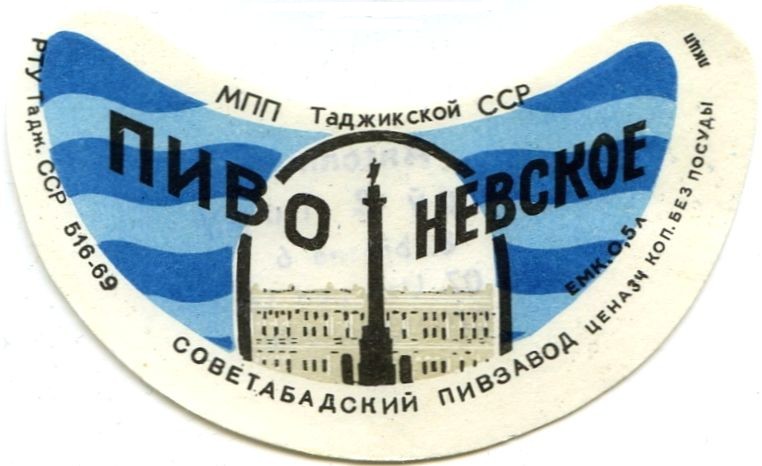 МПП Таджикской ССР
ПИВО НЕВСКОЕ
РТУ Тадж. ССР 516-69
ЕМК. 0,5л
СОВЕТАБАДСКИЙ ПИВЗАВОД ЦЕНА 34 КОП. БЕЗ ПОСУДЫ